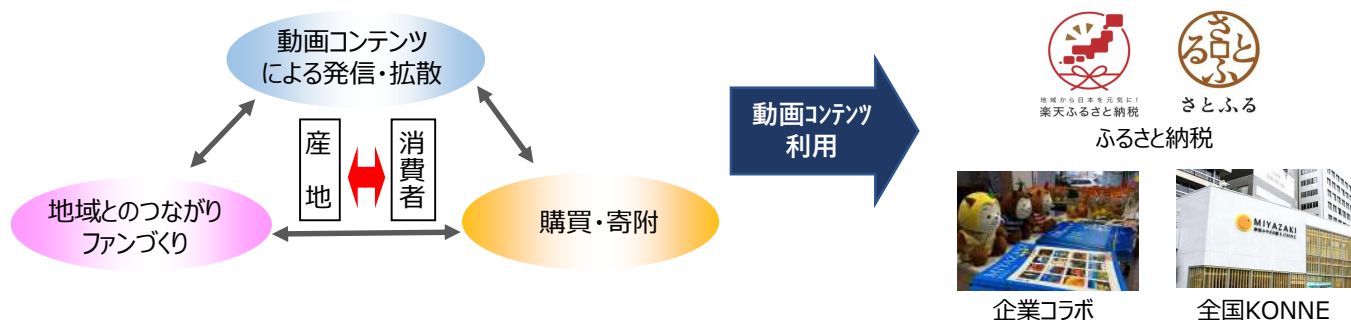 動画コンテンツ
による発信・拡散
産地
消費者
地域とのつながり
ファンづくり
購買・寄附
動画ｺﾝﾃﾝﾂ
利用
地域から日本を元気に!
楽天ふるさと納税
さとふる
さとふる
ふるさと納税
MIYAZAKI
MIYAZAKI
KONNE
企業コラボ
全国KONNE